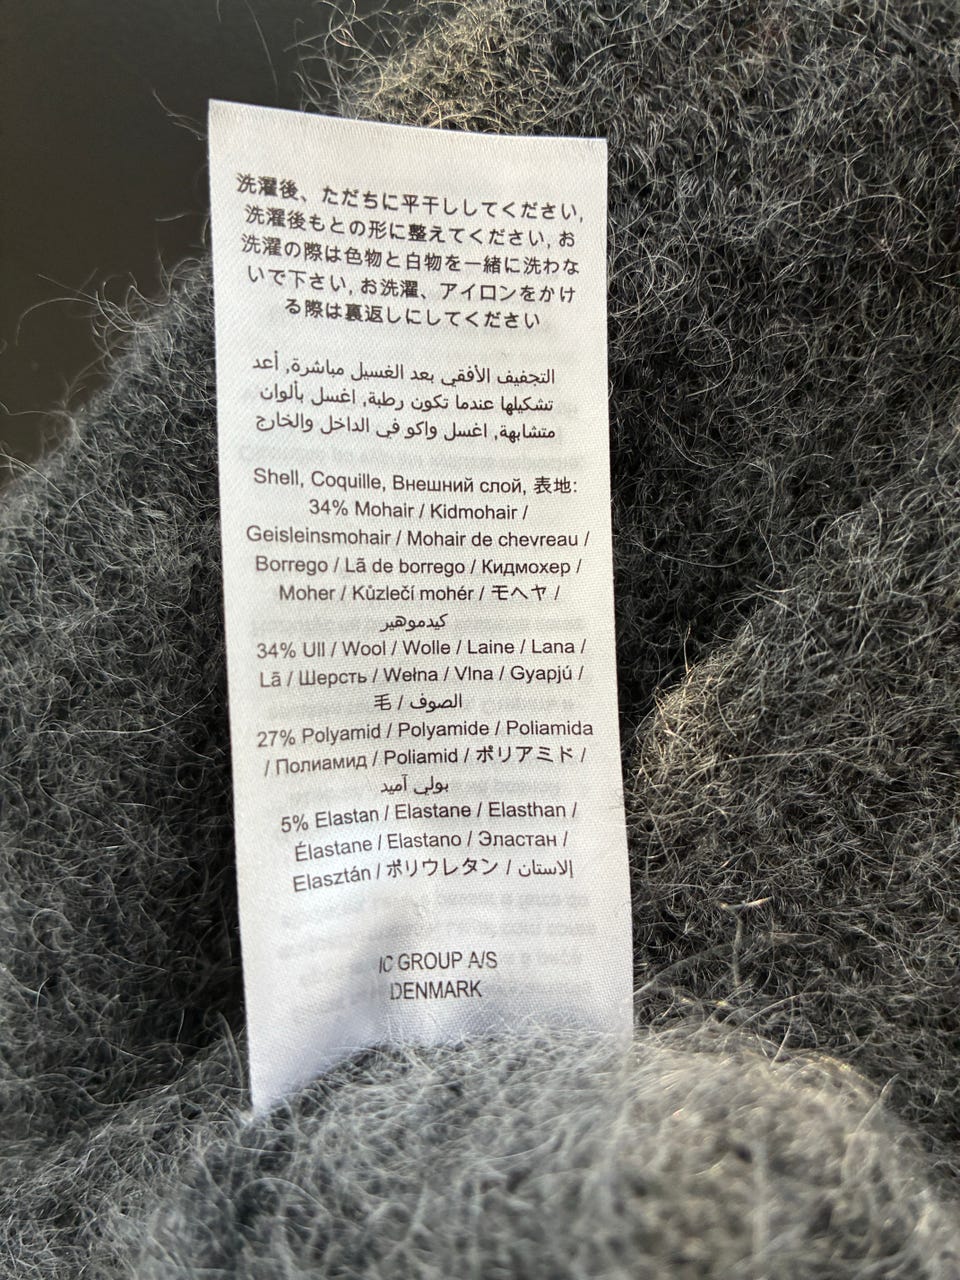 洗濯後、ただちに平干ししてください,
洗濯後もとの形に整えてください, お
洗濯の際は色物と白物を一緒に洗わな
いで下さい, お洗濯、アイロンをかけ
る際は裏返しにしてください
التجفيف الأفقي بعد الغسيل مباشرة, أعد
تشكيلها عندما تكون رطبة, اغسل بألوان
متشابهة, اغسل واكو في الداخل والخارج
Shell, Coquille, Внешний слой, 表地:
34% Mohair / Kidmohair /
Geisleinsmohair / Mohair de chevreau /
Borrego / Lã de borrego / Кидмохер /
Moher / Kůzlečí mohér / モヘヤ /
كيدموهير
34% Ull / Wool / Wolle / Laine / Lana /
Lã / Шерсть / Wełna / Vlna / Gyapjú /
毛 / الصوف
27% Polyamid / Polyamide / Poliamida
/ Полиамид / Poliamid / ポリアミド /
بولي آميد
5% Elastan / Elastane / Elasthan /
Élastane / Elastano / Эластан /
Elasztán / ポリウレタン / الاستان
IC GROUP A/S
DENMARK